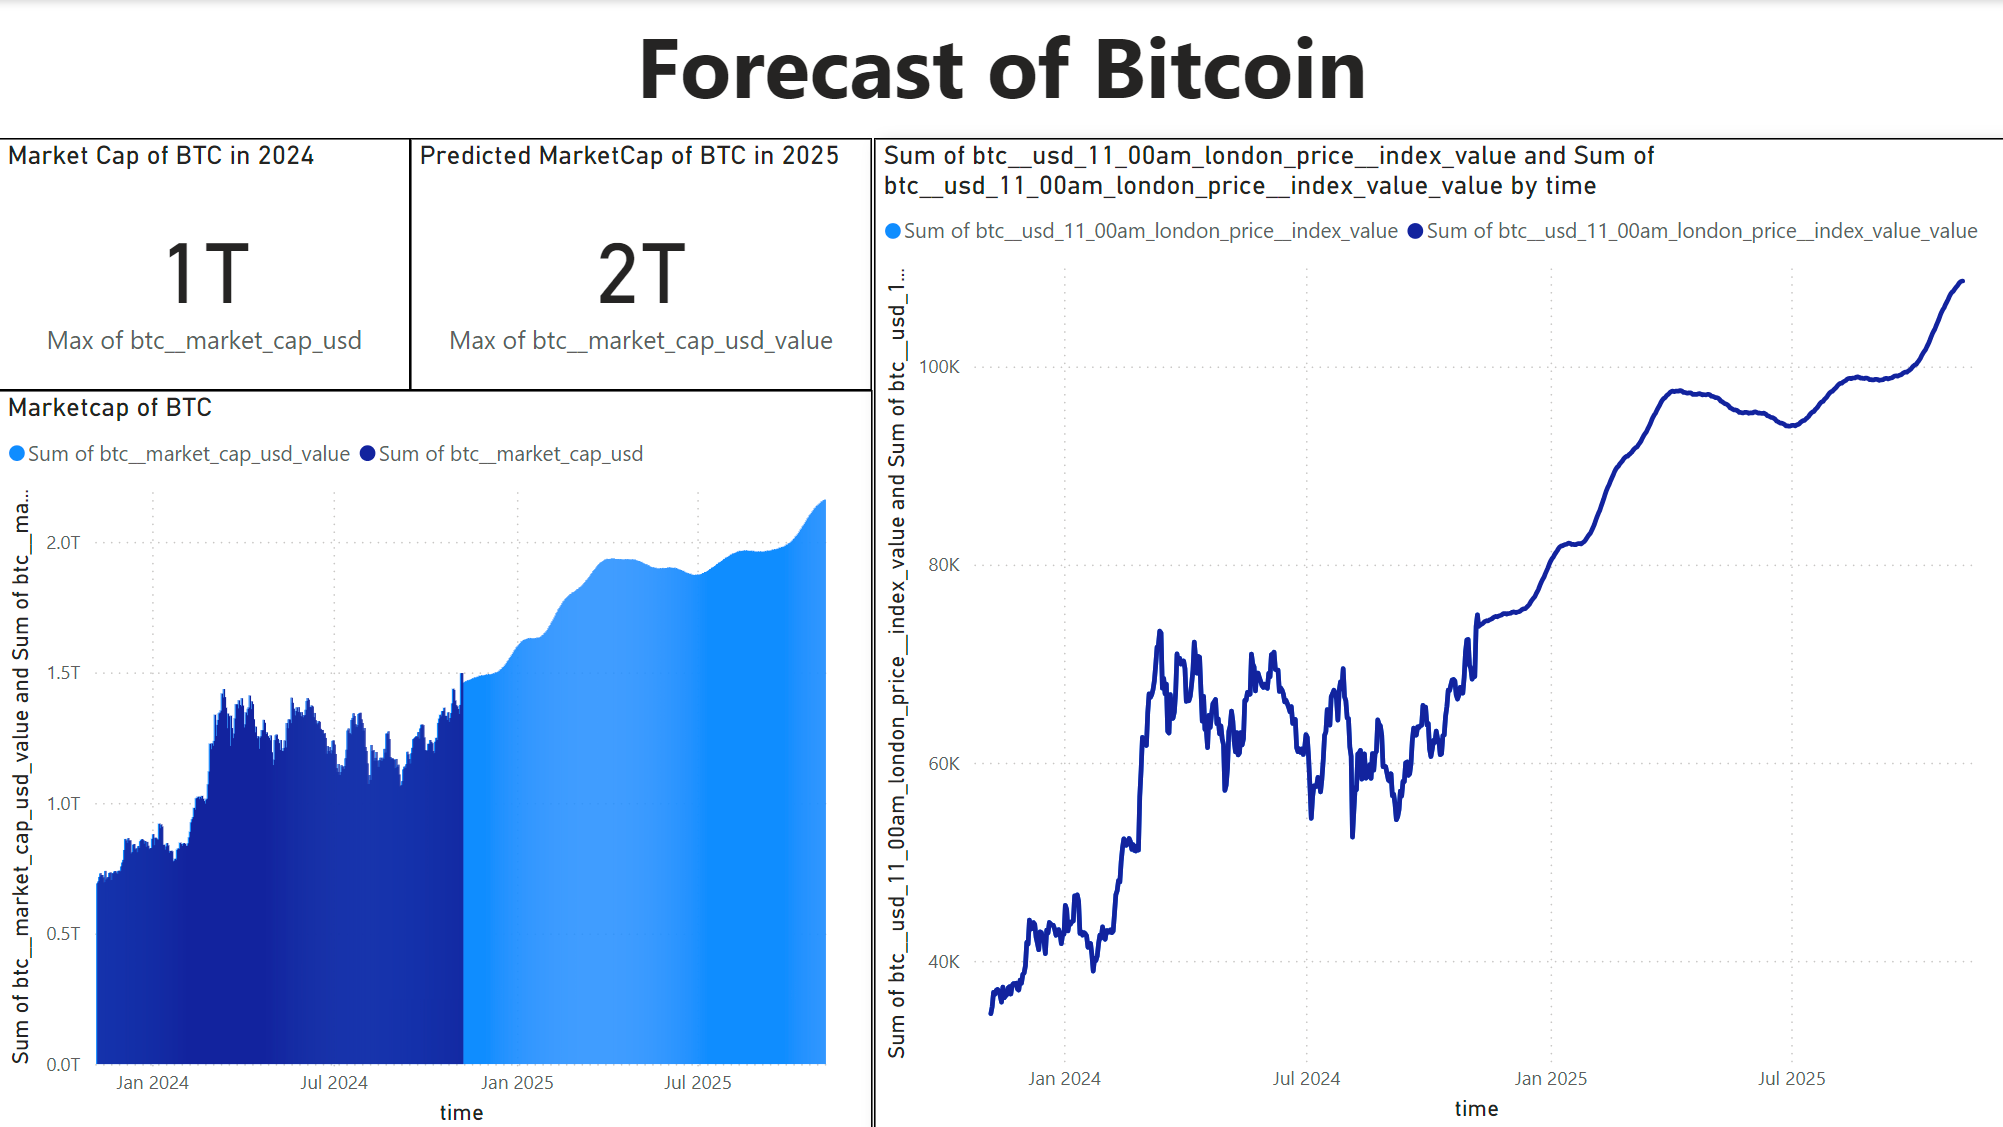 Forecast of Bitcoin
Market Cap of BTC in 2024
1T
Max of btc__market_cap_usd
Predicted MarketCap of BTC in 2025
2T
Max of btc__market_cap_usd_value
Marketcap of BTC
Sum of btc__market_cap_usd_value
Sum of btc__market_cap_usd
Sum of btc__market_cap_usd_value and Sum of btc__ma...
2.0T
1.5T
1.0T
0.5T
0.0T
Jan 2024
Jul 2024
Jan 2025
Jul 2025
time
Sum of btc__usd_11_00am_london_price__index_value and Sum of
btc__usd_11_00am_london_price__index_value_value by time
Sum of btc__usd_11_00am_london_price__index_value
Sum of btc__usd_11_00am_london_price__index_value_value
Sum of btc__usd_11_00am_london_price__index_value and Sum of btc__usd_1...
100K
80K
60K
40K
Jan 2024
Jul 2024
Jan 2025
Jul 2025
time